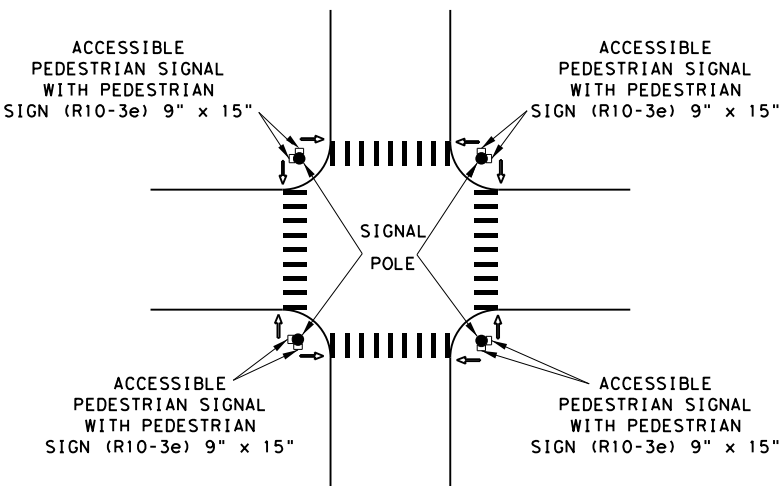 ACCESSIBLE
PEDESTRIAN SIGNAL
WITH PEDESTRIAN
SIGN (R10-3e) 9" x 15"
ACCESSIBLE
PEDESTRIAN SIGNAL
WITH PEDESTRIAN
SIGN (R10-3e) 9" x 15"
SIGNAL
POLE
ACCESSIBLE
PEDESTRIAN SIGNAL
WITH PEDESTRIAN
SIGN (R10-3e) 9" x 15"
ACCESSIBLE
PEDESTRIAN SIGNAL
WITH PEDESTRIAN
SIGN (R10-3e) 9" x 15"